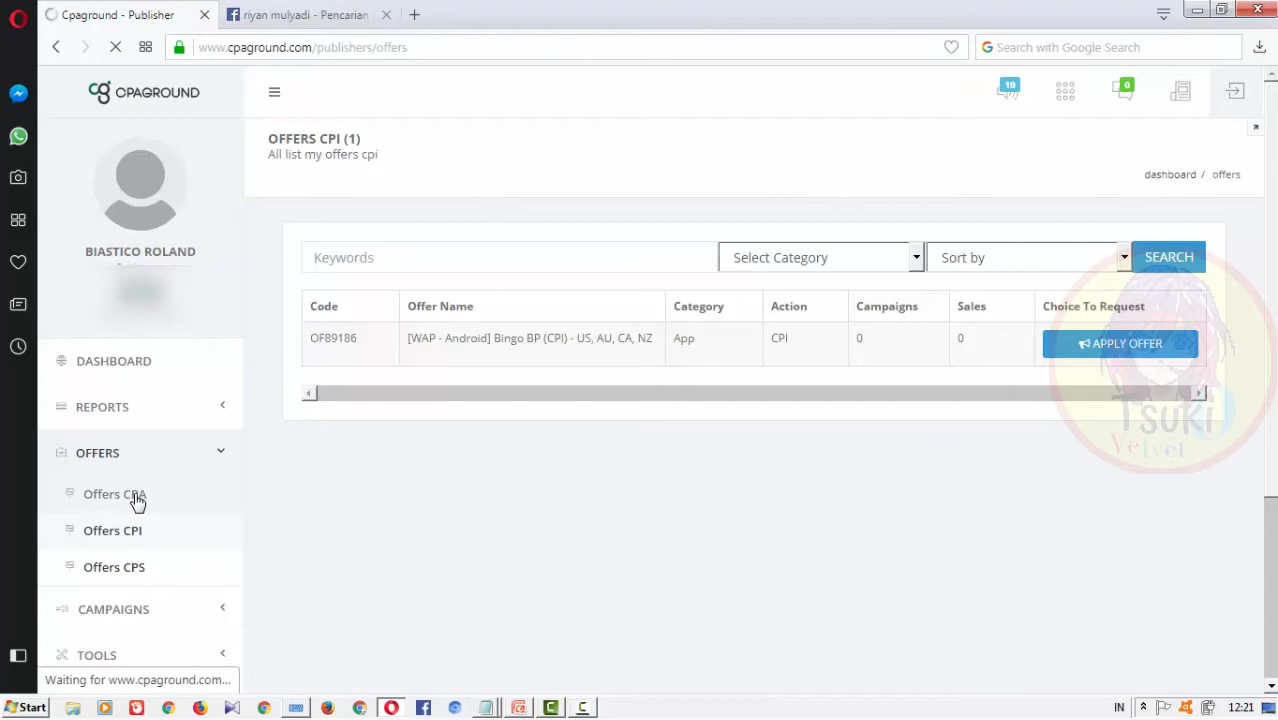 Cpaground - Publisher
riyan mulyadi - Pencarian
www.cpaground.com/publishers/offers
Search with Google Search
CPAGROUND
10
0
OFFERS CPI (1)
All list my offers cpi
dashboard / offers
BIASTICO ROLAND
Keywords
Select Category
Sort by
SEARCH
Code Offer Name Category Action Campaigns Sales Choice To Request
OF89186 [WAP - Android] Bingo BP (CPI) - US, AU, CA, NZ App CPI 0 0 APPLY OFFER
Tsuki
Velvet
DASHBOARD
REPORTS
OFFERS
Offers CPA
Offers CPI
Offers CPS
CAMPAIGNS
TOOLS
Waiting for www.cpaground.com...
Start
IN
12:21